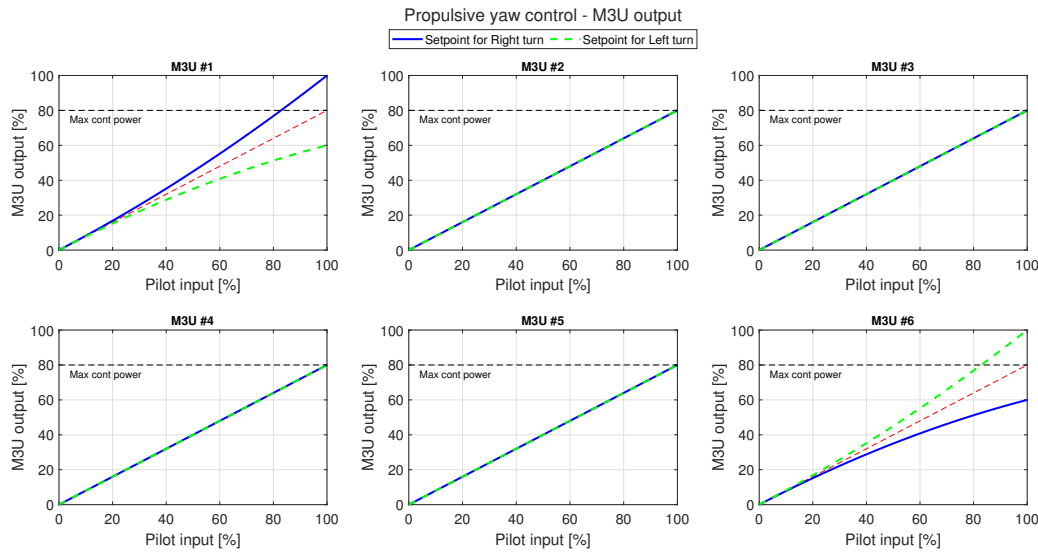 Propulsive yaw control - M3U output
Setpoint for Right turn Setpoint for Left turn
M3U #1
100
80
60
40
20
0
Max cont power
M3U output [%]
0 20 40 60 80 100
Pilot input [%]
M3U #2
100
80
60
40
20
0
Max cont power
M3U output [%]
0 20 40 60 80 100
Pilot input [%]
M3U #3
100
80
60
40
20
0
Max cont power
M3U output [%]
0 20 40 60 80 100
Pilot input [%]
M3U #4
100
80
60
40
20
0
Max cont power
M3U output [%]
0 20 40 60 80 100
Pilot input [%]
M3U #5
100
80
60
40
20
0
Max cont power
M3U output [%]
0 20 40 60 80 100
Pilot input [%]
M3U #6
100
80
60
40
20
0
Max cont power
M3U output [%]
0 20 40 60 80 100
Pilot input [%]